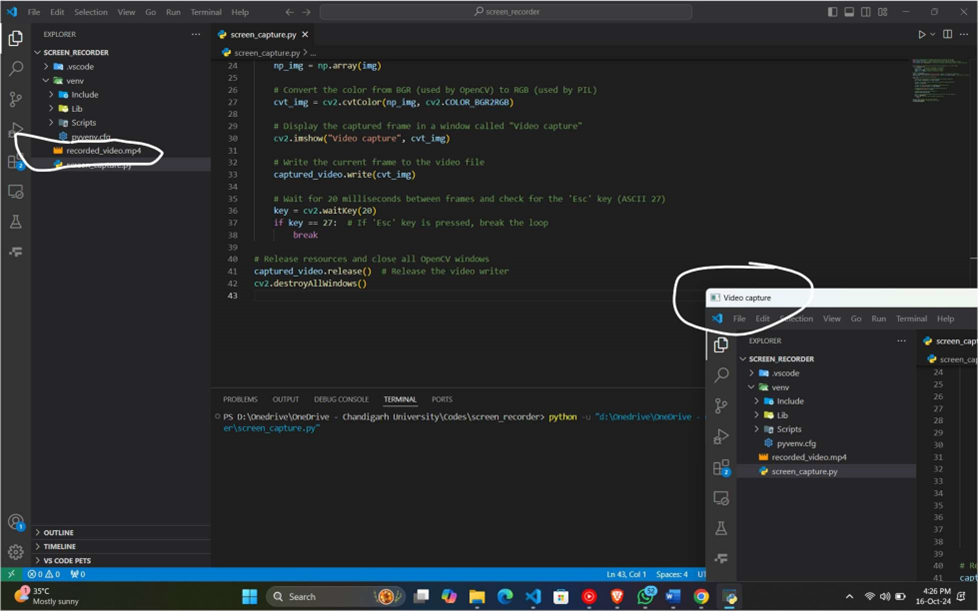 File Edit Selection View Go Run Terminal Help
screen_recorder
EXPLORER
SCREEN_RECORDER
.vscode
venv
Include
Lib
Scripts
pyvenv.cfg
recorded_video.mp4
screen_capture.py
OUTLINE
TIMELINE
VS CODE PETS
screen_capture.py
screen_capture.py > ...
24 np_img = np.array(img)
25
26 # Convert the color from BGR (used by OpenCV) to RGB (used by PIL)
27 cvt_img = cv2.cvtColor(np_img, cv2.COLOR_BGR2RGB)
28
29 # Display the captured frame in a window called "Video capture"
30 cv2.imshow("Video capture", cvt_img)
31
32 # Write the current frame to the video file
33 captured_video.write(cvt_img)
34
35 # Wait for 20 milliseconds between frames and check for the 'Esc' key (ASCII 27)
36 key = cv2.waitKey(20)
37 if key == 27:  # If 'Esc' key is pressed, break the loop
38 break
39
40 # Release resources and close all OpenCV windows
41 captured_video.release()  # Release the video writer
42 cv2.destroyAllWindows()
43
PROBLEMS OUTPUT DEBUG CONSOLE TERMINAL PORTS
PS D:\Onedrive\OneDrive - Chandigarh University\Codes\screen_recorder> python -u "d:\Onedrive\OneDrive -
er\screen_capture.py"
Video capture
File Edit Selection View Go Run Terminal Help
EXPLORER
SCREEN_RECORDER
.vscode
venv
Include
Lib
Scripts
pyvenv.cfg
recorded_video.mp4
screen_capture.py
screen_cap
screen_cap
24
25
26
27
28
29
30
31
32
33
34
35
36
37
38
39
40 # Re
41 capt
2
1
2
0 0 0
Ln 43, Col 1 Spaces: 4 UT
35°C
Mostly sunny
Search
52
4:26 PM
16-Oct-24